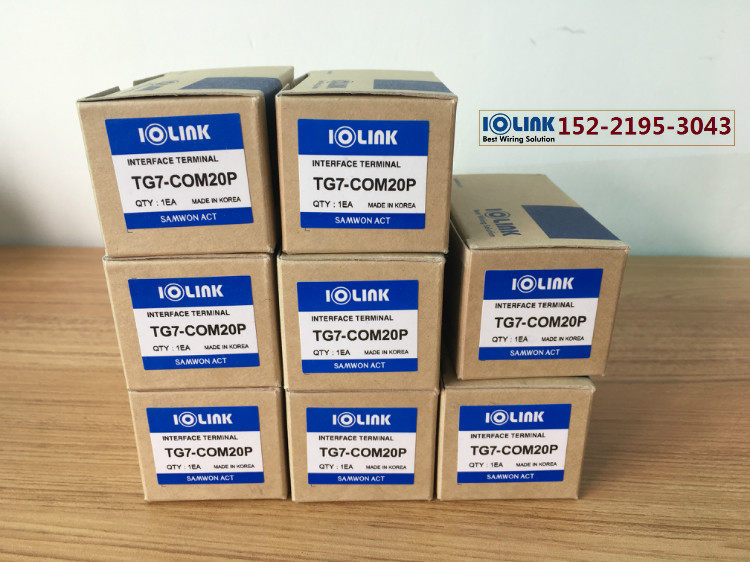 IOLINK 15-221953043
Best Wiring Solution
IOLINK
INTERFACE TERMINAL
TG7-COM20P
QTY : 1EA MADE IN KOREA
SAMWON ACT
IOLINK
INTERFACE TERMINAL
TG7-COM20P
QTY : 1EA MADE IN KOREA
SAMWON ACT
IOLINK
INTERFACE TERMINAL
TG7-COM20P
QTY : 1EA MADE IN KOREA
SAMWON ACT
IOLINK
INTERFACE TERMINAL
TG7-COM20P
QTY : 1EA MADE IN KOREA
SAMWON ACT
IOLINK
INTERFACE TERMINAL
TG7-COM20P
QTY : 1EA MADE IN KOREA
SAMWON ACT
IOLINK
INTERFACE TERMINAL
TG7-COM20P
QTY : 1EA MADE IN KOREA
SAMWON ACT
IOLINK
INTERFACE TERMINAL
TG7-COM20P
QTY : 1EA MADE IN KOREA
SAMWON ACT
IOLINK
INTERFACE TERMINAL
TG7-COM20P
QTY : 1EA MADE IN KOREA
SAMWON ACT